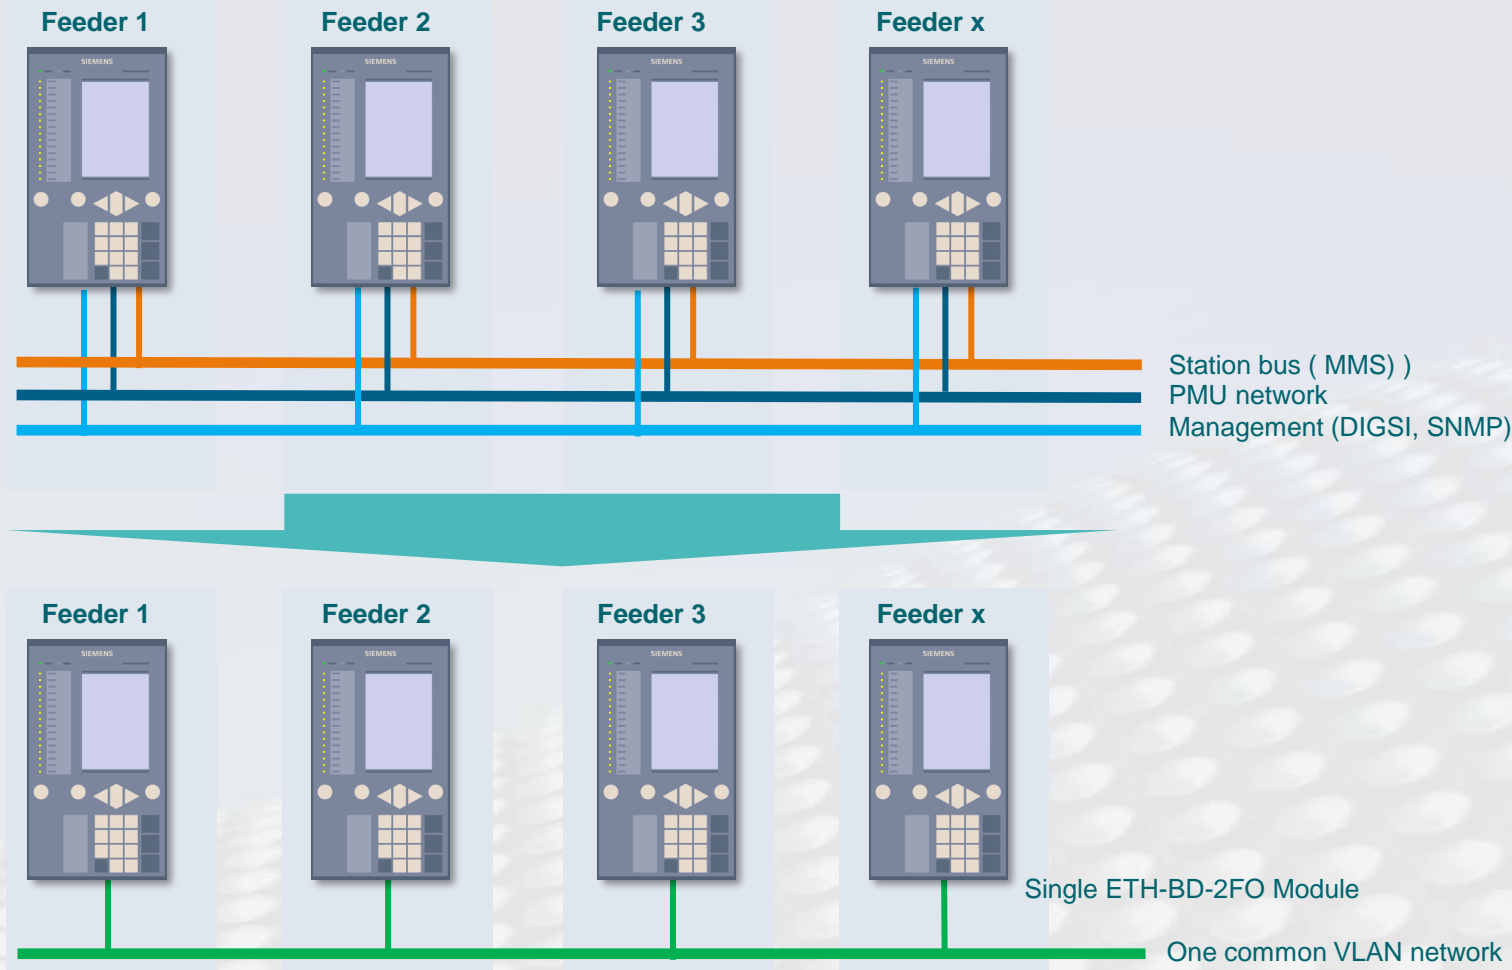 Feeder 1
Feeder 2
Feeder 3
Feeder x
SIEMENS
SIEMENS
SIEMENS
SIEMENS
Station bus ( MMS) )
PMU network
Management (DIGSI, SNMP)
Feeder 1
Feeder 2
Feeder 3
Feeder x
SIEMENS
SIEMENS
SIEMENS
SIEMENS
Single ETH-BD-2FO Module
One common VLAN network